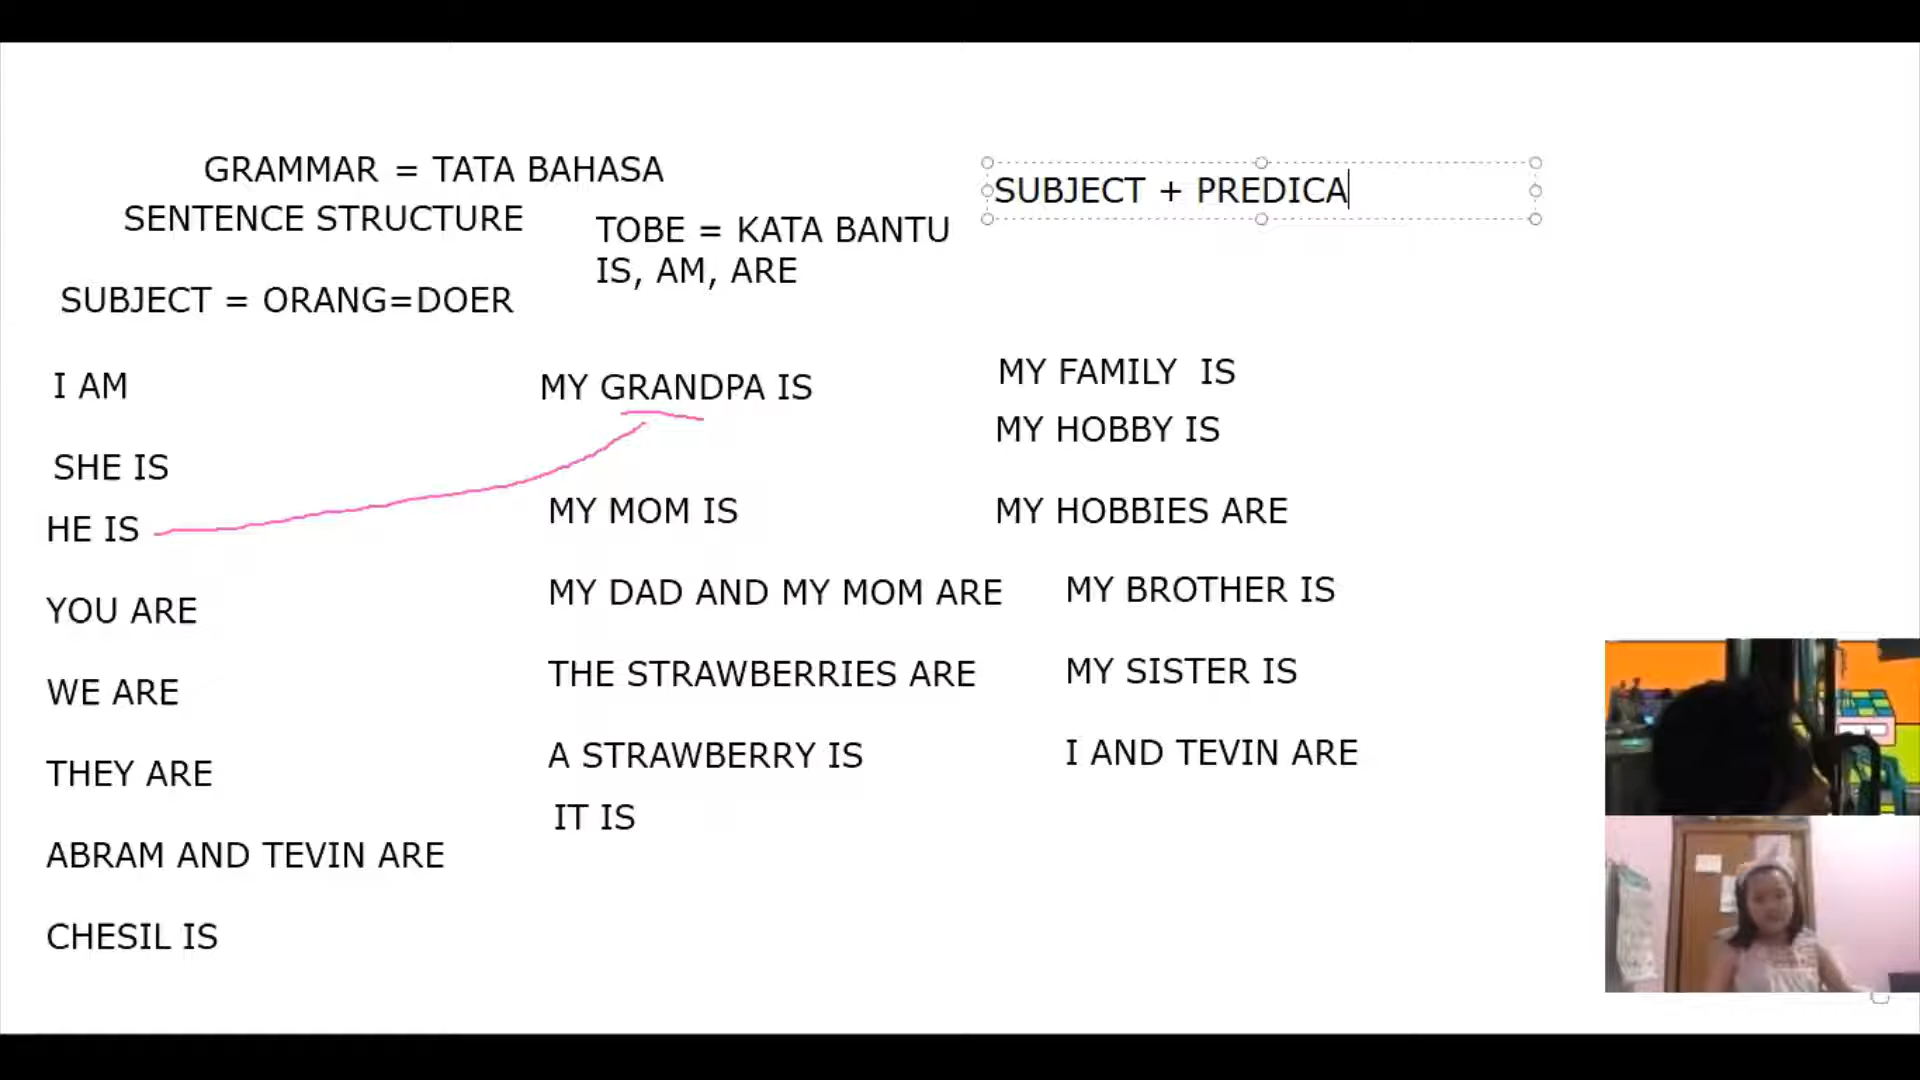 GRAMMAR = TATA BAHASA
SENTENCE STRUCTURE
SUBJECT = ORANG=DOER
I AM
SHE IS
HE IS
YOU ARE
WE ARE
THEY ARE
ABRAM AND TEVIN ARE
CHESIL IS
TOBE = KATA BANTU
IS, AM, ARE
MY GRANDPA IS
MY MOM IS
MY DAD AND MY MOM ARE
THE STRAWBERRIES ARE
A STRAWBERRY IS
IT IS
SUBJECT + PREDICA
MY FAMILY  IS
MY HOBBY IS
MY HOBBIES ARE
MY BROTHER IS
MY SISTER IS
I AND TEVIN ARE